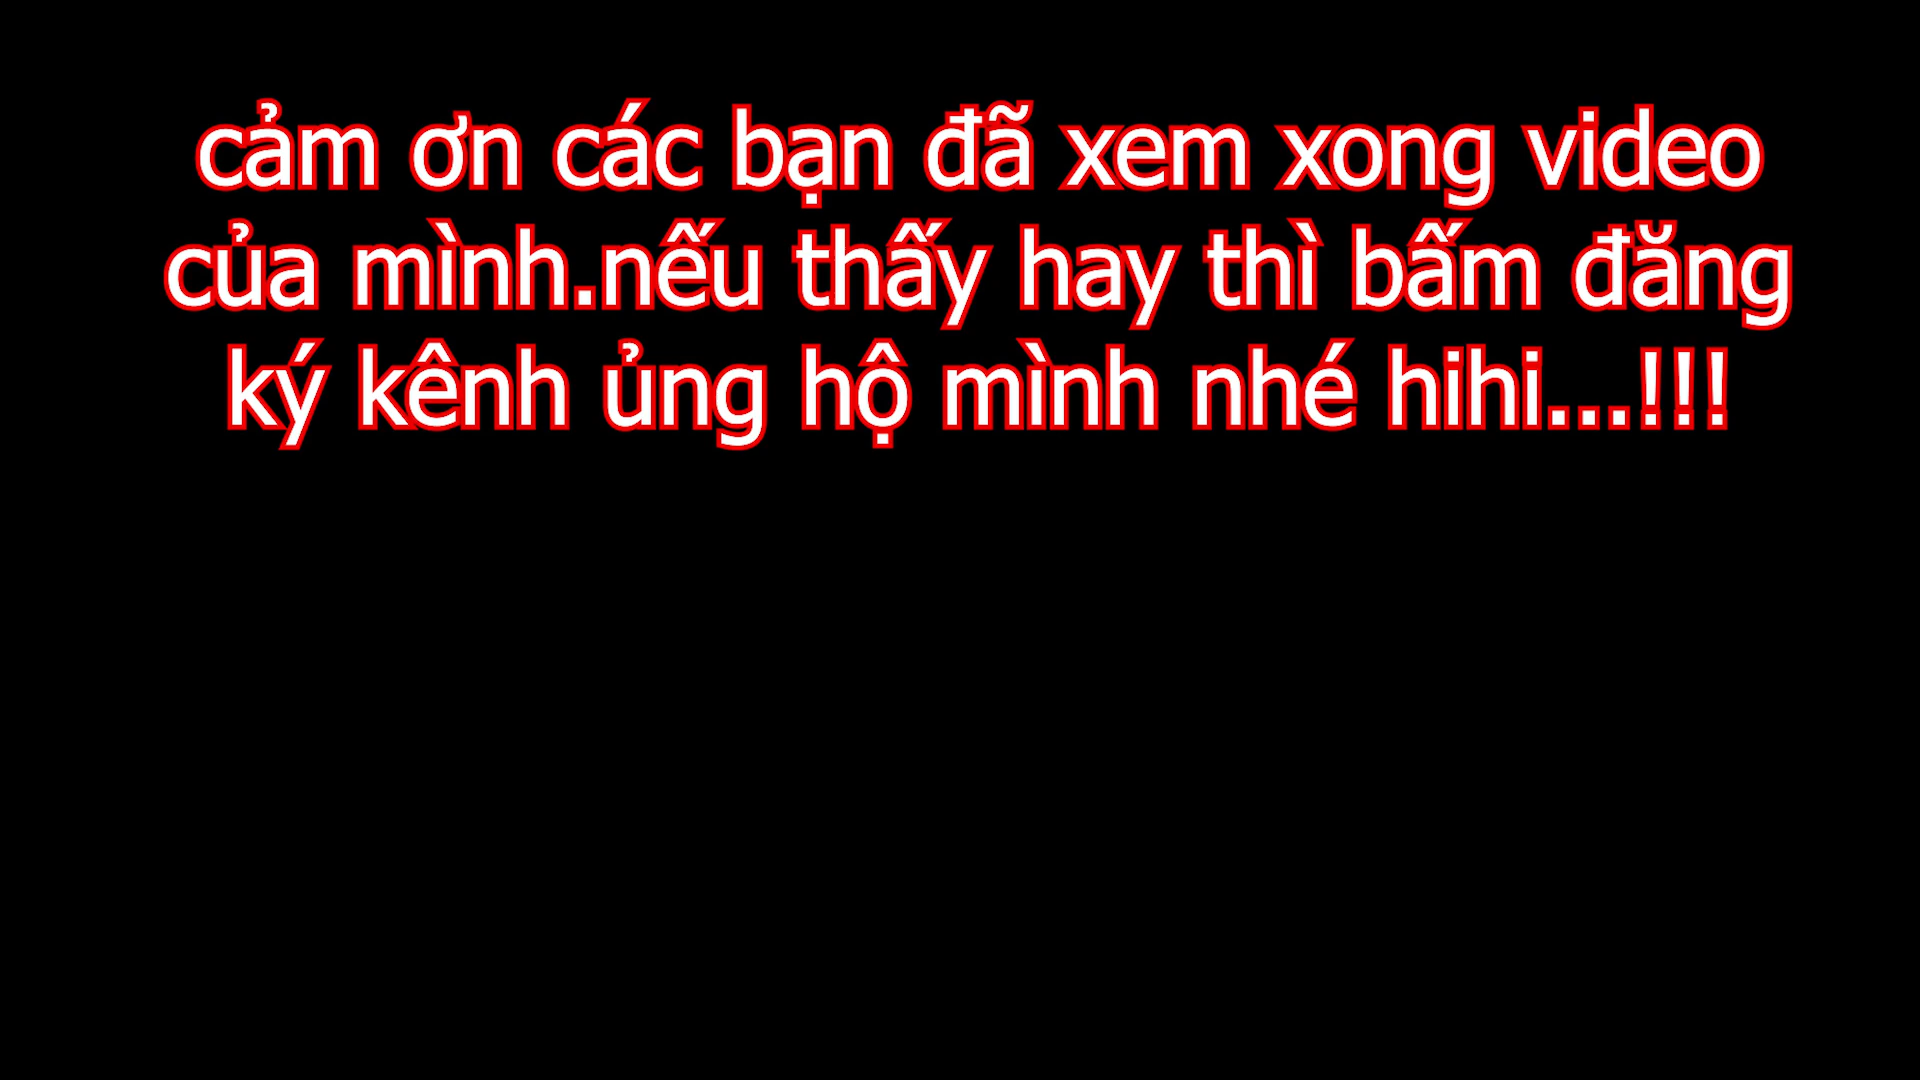 cảm ơn các bạn đã xem xong video
của mình.nếu thấy hay thì bấm đăng
ký kênh ủng hộ mình nhé hihi...!!!